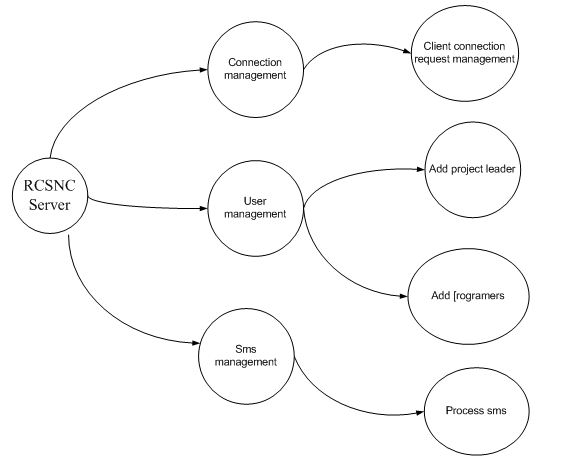 Connection
management
Client connection
request management
RCSNC
Server
User
management
Add project leader
Add [rogramers
Sms
management
Process sms